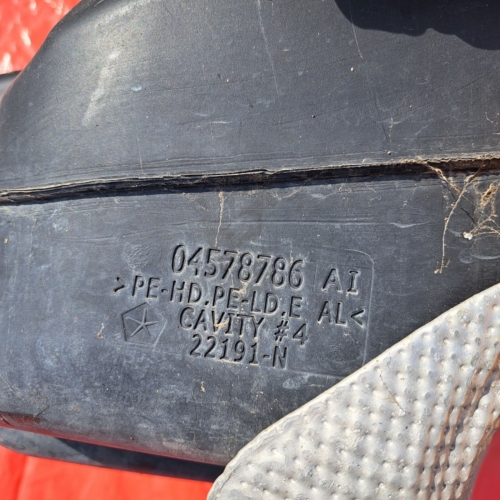 04578786 AI
>PE-HD.PE-LD.E AL<
CAVITY #4
22191-N